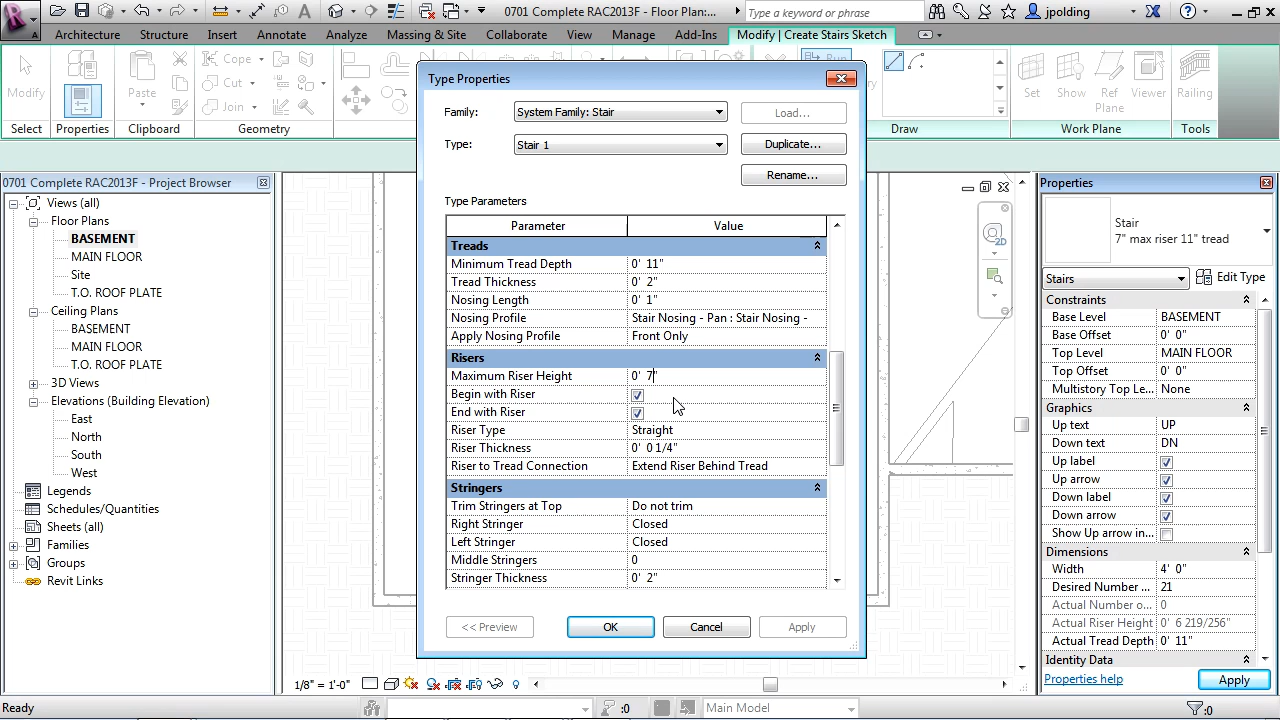 0701 Complete RAC2013F - Floor Plan:...
Type a keyword or phrase
jpolding
Architecture
Structure
Insert
Annotate
Analyze
Massing & Site
Collaborate
View
Manage
Add-Ins
Modify | Create Stairs Sketch
Modify
Properties
Paste
Cope
Cut
Join
Run
Set
Show
Ref
Plane
Viewer
Railing
Select
Properties
Clipboard
Geometry
Draw
Work Plane
Tools
0701 Complete RAC2013F - Project Browser
Views (all)
Floor Plans
BASEMENT
MAIN FLOOR
Site
T.O. ROOF PLATE
Ceiling Plans
BASEMENT
MAIN FLOOR
T.O. ROOF PLATE
3D Views
Elevations (Building Elevation)
East
North
South
West
Legends
Schedules/Quantities
Sheets (all)
Families
Groups
Revit Links
Type Properties
Family:
System Family: Stair
Load...
Type:
Stair 1
Duplicate...
Rename...
Type Parameters
Parameter
Value
Treads
Minimum Tread Depth
0' 11"
Tread Thickness
0' 2"
Nosing Length
0' 1"
Nosing Profile
Stair Nosing - Pan : Stair Nosing -
Apply Nosing Profile
Front Only
Risers
Maximum Riser Height
0' 7"
Begin with Riser
End with Riser
Riser Type
Straight
Riser Thickness
0' 0 1/4"
Riser to Tread Connection
Extend Riser Behind Tread
Stringers
Trim Stringers at Top
Do not trim
Right Stringer
Closed
Left Stringer
Closed
Middle Stringers
0
Stringer Thickness
0' 2"
<< Preview
OK
Cancel
Apply
2D
Properties
Stair
7" max riser 11" tread
Stairs
Edit Type
Constraints
Base Level
BASEMENT
Base Offset
0' 0"
Top Level
MAIN FLOOR
Top Offset
0' 0"
Multistory Top Le...
None
Graphics
Up text
UP
Down text
DN
Up label
Up arrow
Down label
Down arrow
Show Up arrow in...
Dimensions
Width
4' 0"
Desired Number ...
21
Actual Number o...
0
Actual Riser Height
0' 6 219/256"
Actual Tread Depth
0' 11"
Identity Data
Properties help
Apply
1/8" = 1'-0"
Ready
:0
Main Model
:0